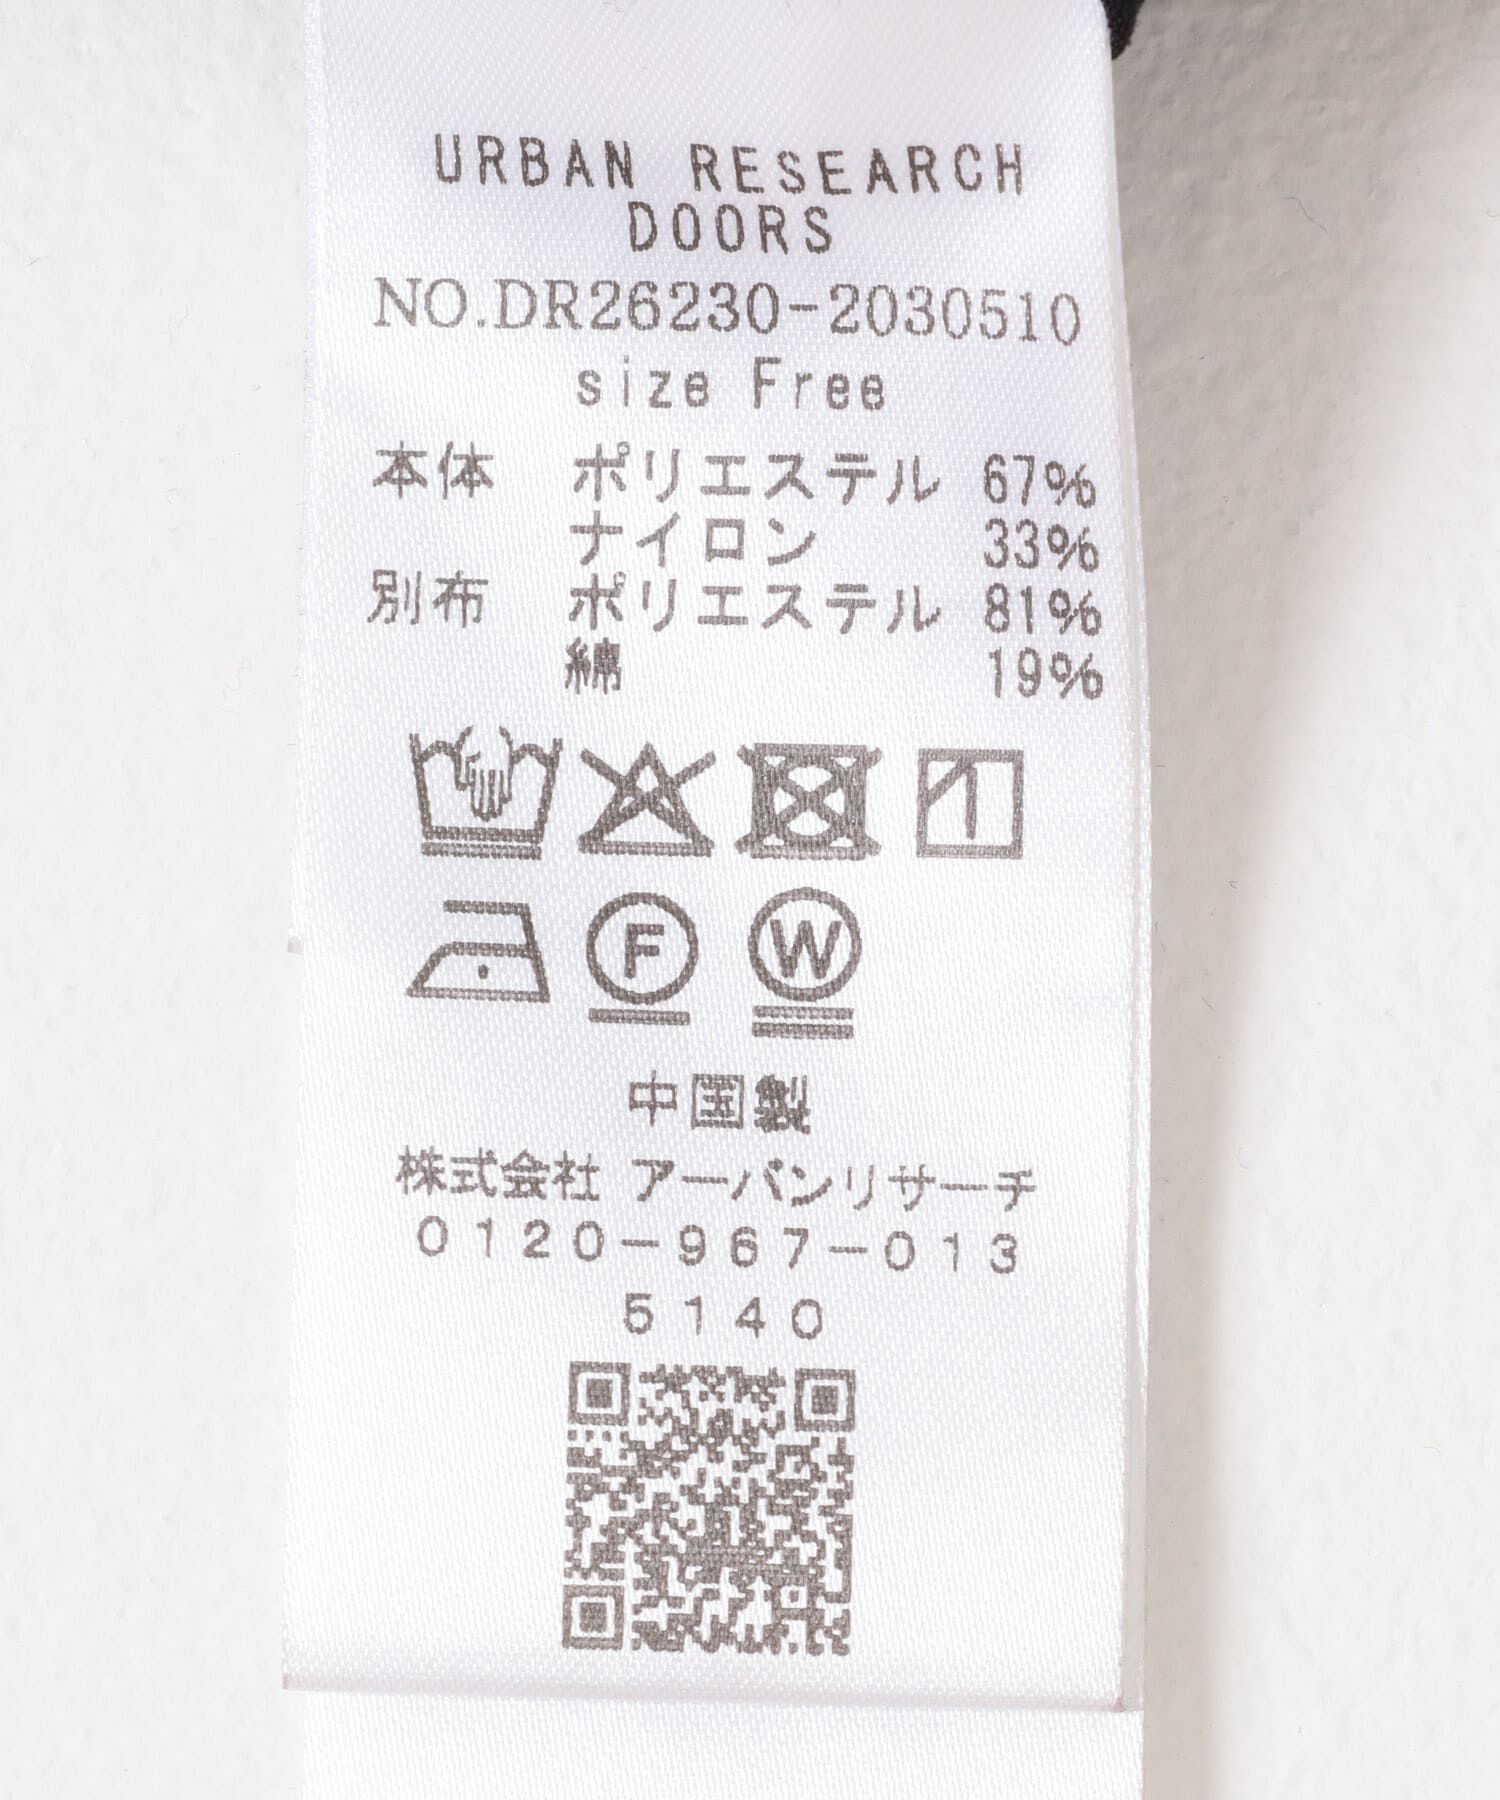 URBAN RESEARCH
DOORS
NO.DR26230-2030510
size Free
本体 ポリエステル 67%
ナイロン 33%
別布 ポリエステル 81%
綿 19%
F W
中国製
株式会社 アーバンリサーチ
0120-967-013
5140